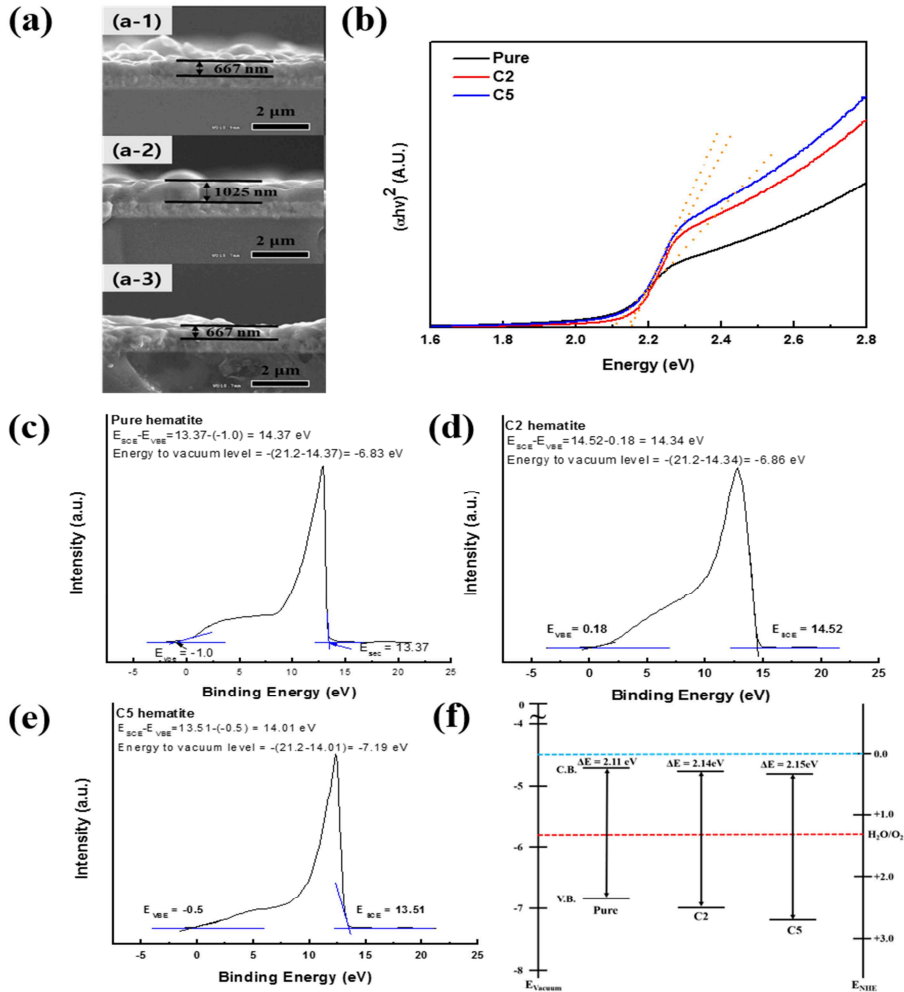 (a)
(a-1)
667 nm
2 μm
(a-2)
1025 nm
2 μm
(a-3)
667 nm
2 μm
(b)
Pure
C2
C5
(αhν)² (A.U.)
1.6 1.8 2.0 2.2 2.4 2.6 2.8
Energy (eV)
(c)
Pure hematite
E_SCE-E_VBE=13.37-(-1.0) = 14.37 eV
Energy to vacuum level = -(21.2-14.37)= -6.83 eV
Intensity (a.u.)
E_VBE = -1.0
E_sec = 13.37
-5 0 5 10 15 20 25
Binding Energy (eV)
(d)
C2 hematite
E_SCE-E_VBE=14.52-0.18 = 14.34 eV
Energy to vacuum level = -(21.2-14.34)= -6.86 eV
Intensity (a.u.)
E_VBE = 0.18
E_SCE = 14.52
-5 0 5 10 15 20 25
Binding Energy (eV)
(e)
C5 hematite
E_SCE-E_VBE=13.51-(-0.5) = 14.01 eV
Energy to vacuum level = -(21.2-14.01)= -7.19 eV
Intensity (a.u.)
E_VBE = -0.5
E_SCE = 13.51
-5 0 5 10 15 20 25
Binding Energy (eV)
(f)
0
-4
-5
-6
-7
-8
E_Vacuum
C.B.
V.B.
ΔE = 2.11 eV
ΔE = 2.14eV
ΔE = 2.15eV
Pure
C2
C5
0.0
+1.0
H₂O/O₂
+2.0
+3.0
E_NHE